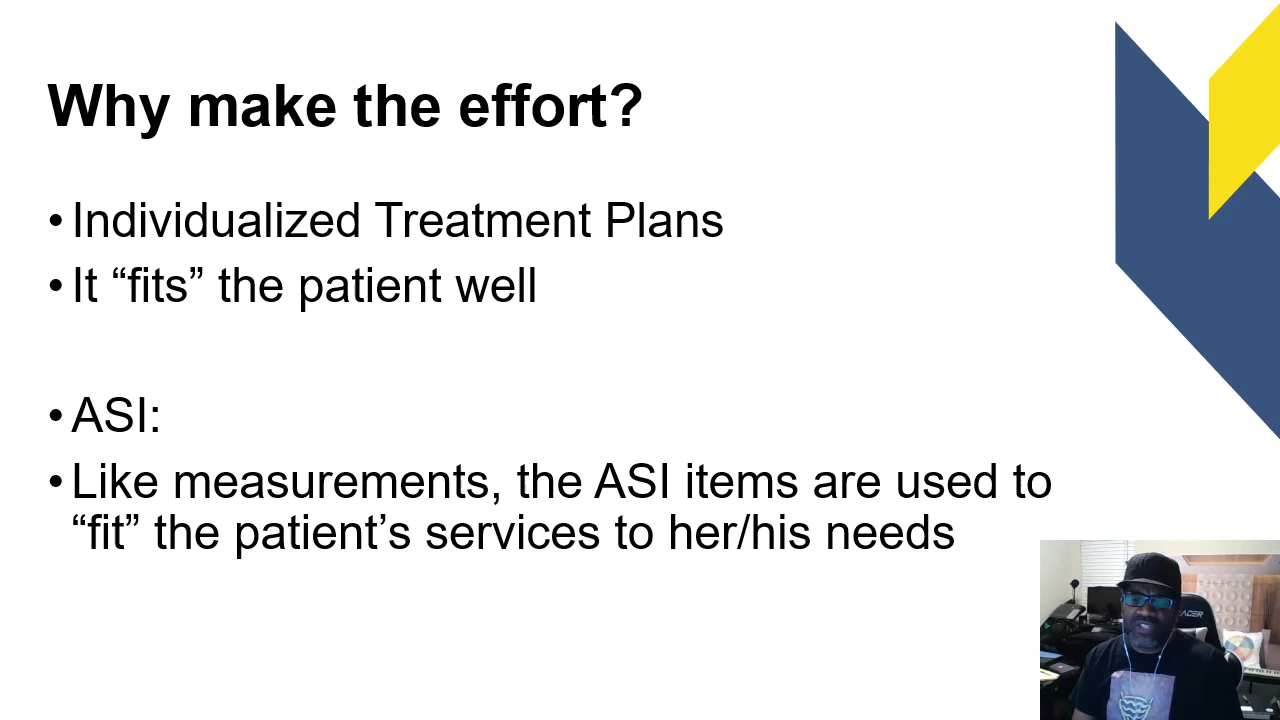 Why make the effort?
• Individualized Treatment Plans
• It “fits” the patient well
• ASI:
• Like measurements, the ASI items are used to
“fit” the patient’s services to her/his needs